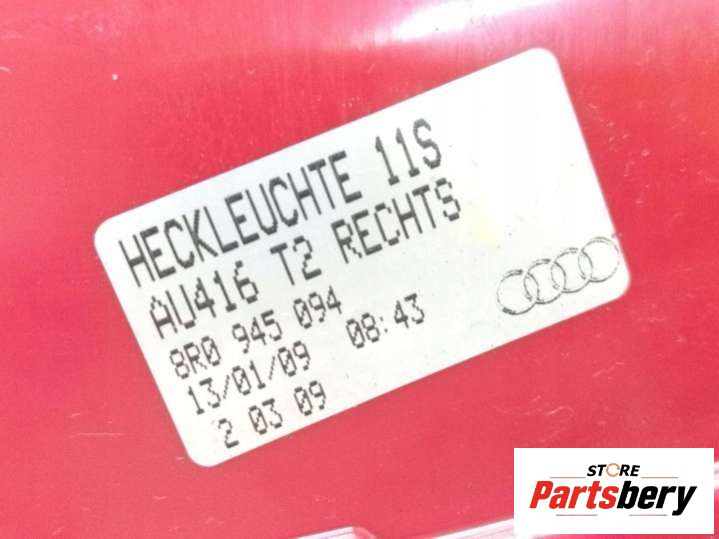 HECKLEUCHTE 11S
AU416 T2 RECHTS
8R0 945 094
13/01/09 08:43
2 03 09
STORE
Partsbery